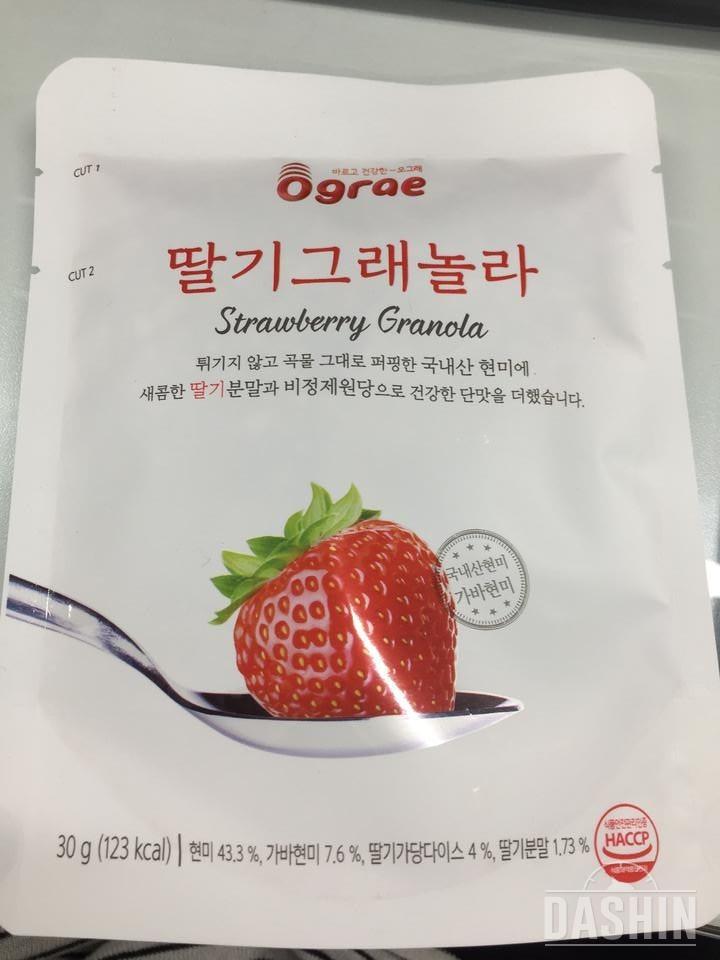 CUT 1
바르고 건강한 - 오그래
Ograe
CUT 2
딸기그래놀라
Strawberry Granola
튀기지 않고 곡물 그대로 퍼핑한 국내산 현미에
새콤한 딸기분말과 비정제원당으로 건강한 단맛을 더했습니다.
국내산현미
가바현미
30 g (123 kcal) | 현미 43.3 %, 가바현미 7.6 %, 딸기가당다이스 4 %, 딸기분말 1.73 %
식품안전관리인증
HACCP
DASHIN